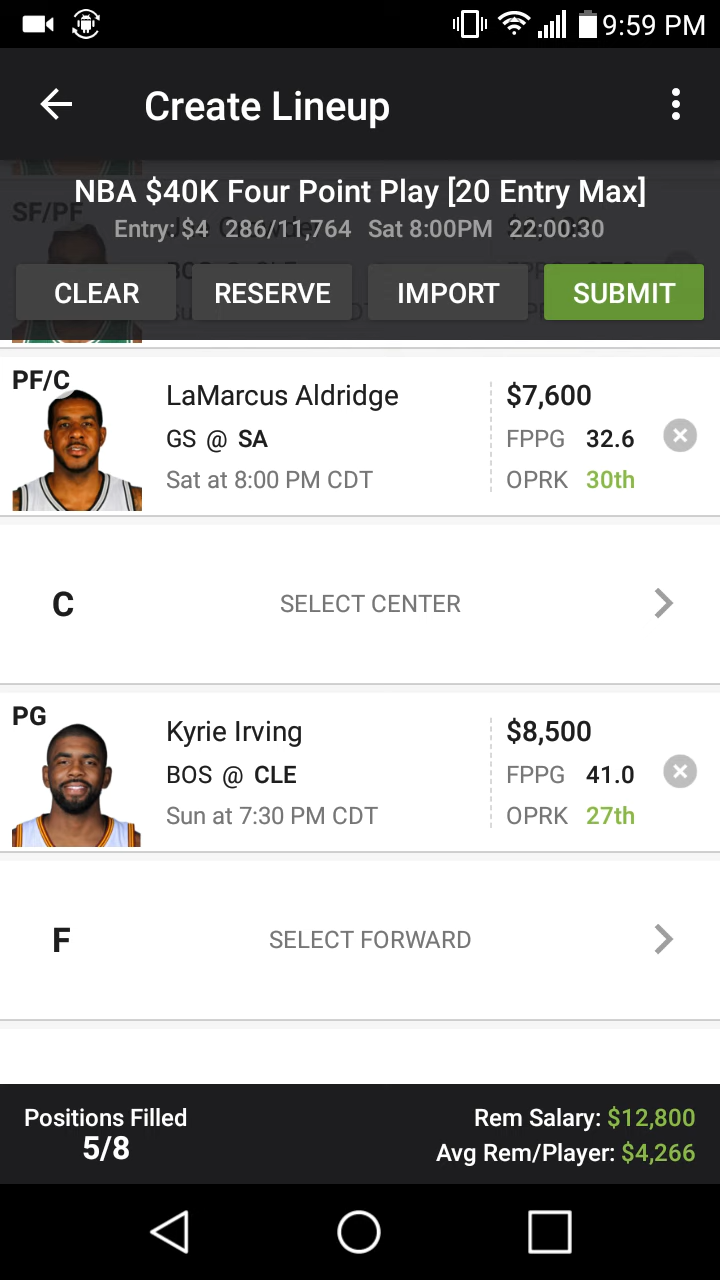 9:59 PM
Create Lineup
NBA $40K Four Point Play [20 Entry Max]
SF/PF
Entry: $4 286/11,764 Sat 8:00PM 22:00:30
CLEAR RESERVE IMPORT SUBMIT
PF/C
LaMarcus Aldridge $7,600
GS @ SA FPPG 32.6
Sat at 8:00 PM CDT OPRK 30th
C SELECT CENTER
PG
Kyrie Irving $8,500
BOS @ CLE FPPG 41.0
Sun at 7:30 PM CDT OPRK 27th
F SELECT FORWARD
Positions Filled Rem Salary: $12,800
5/8 Avg Rem/Player: $4,266